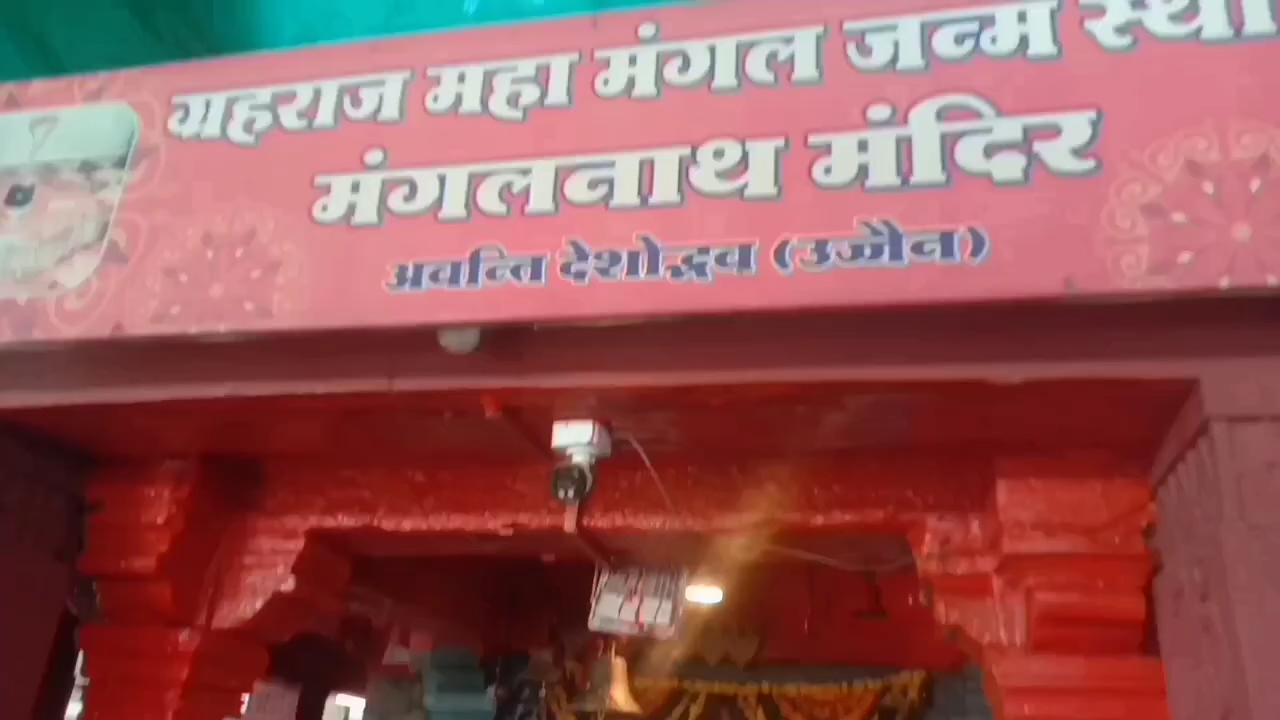 ग्रहराज महा मंगल जन्म स्था
मंगलनाथ मंदिर
अवन्ति देशोद्भव (उज्जैन)